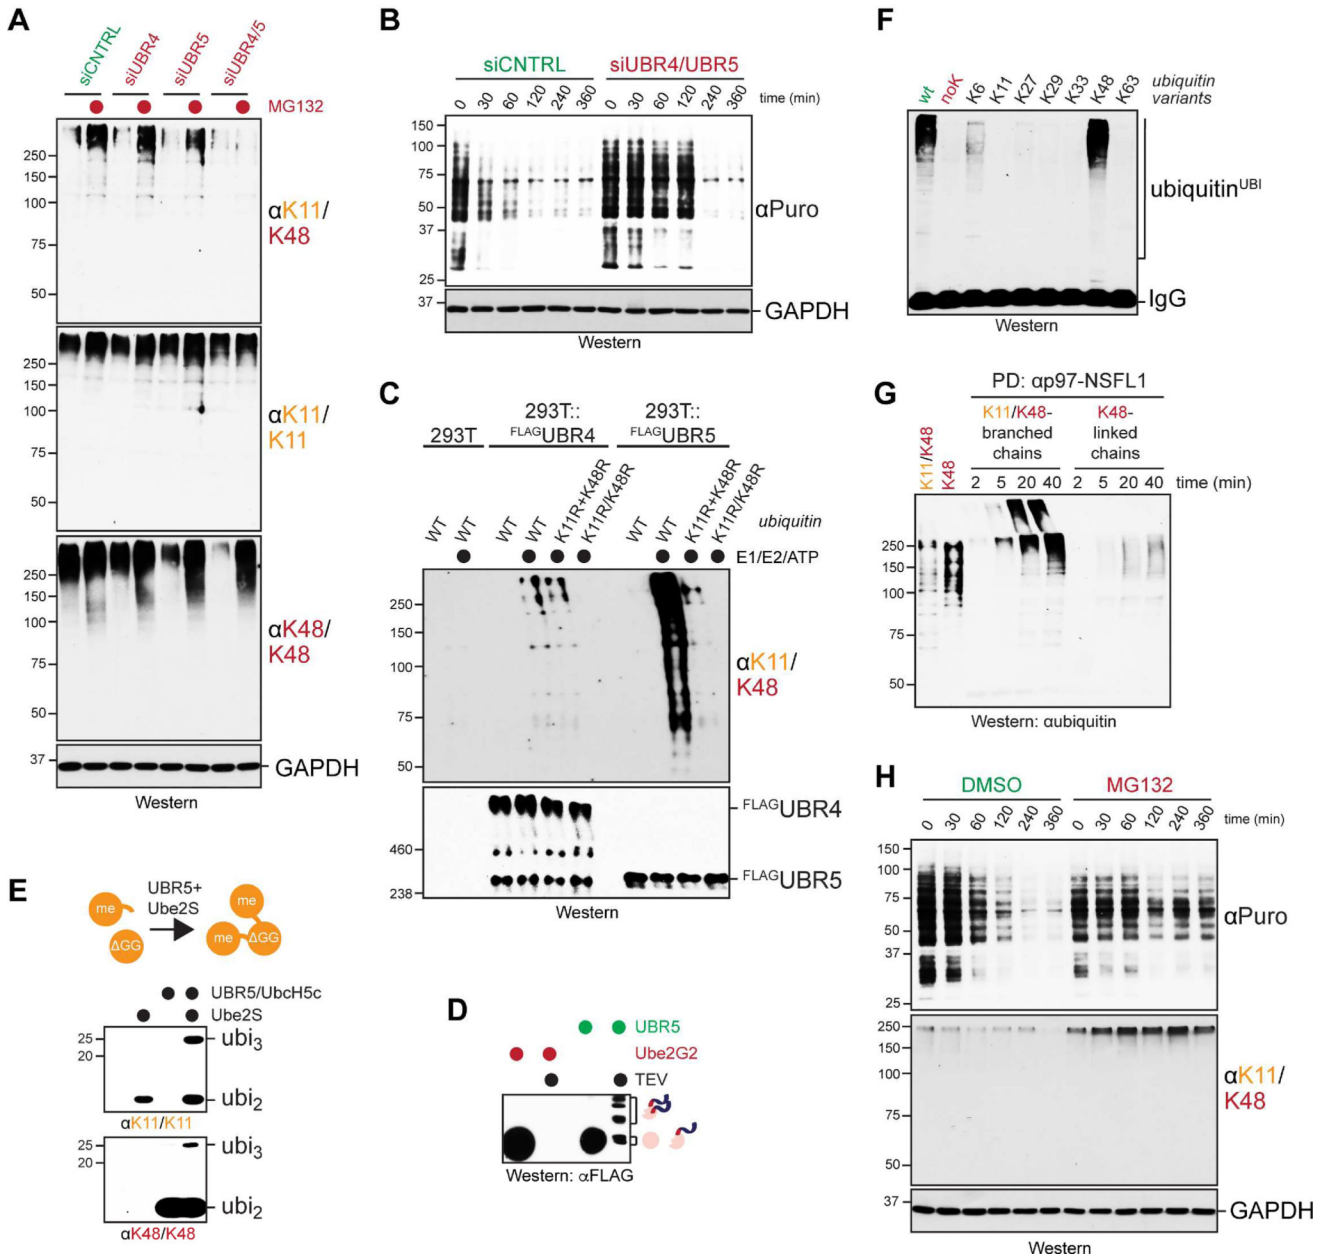 A
siCNTRL
siUBR4
siUBR5
siUBR4/5
MG132
250
150
100
75
50
αK11/
K48
250
150
100
75
50
αK11/
K11
250
150
100
75
50
αK48/
K48
37
GAPDH
Western
B
siCNTRL siUBR4/UBR5
0 30 60 120 240 360 0 30 60 120 240 360 time (min)
150
100
75
50
37
25
αPuro
37
GAPDH
Western
C
293T
293T::
FLAGUBR4
293T::
FLAGUBR5
WT WT WT WT K11R+K48R K11R/K48R WT WT K11R+K48R K11R/K48R ubiquitin
E1/E2/ATP
250
150
100
75
50
αK11/
K48
FLAGUBR4
460
FLAGUBR5
238
Western
D
UBR5
Ube2G2
TEV
Western: αFLAG
E
UBR5+
Ube2S
me
ΔGG
me
me
ΔGG
UBR5/UbcH5c
Ube2S
25
20
ubi3
ubi2
αK11/K11
25
20
ubi3
ubi2
αK48/K48
F
wt noK K6 K11 K27 K29 K33 K48 K63 ubiquitin
variants
ubiquitinUBI
IgG
Western
G
PD: αp97-NSFL1
K11/K48
K48
K11/K48-
branched
chains
K48-
linked
chains
2 5 20 40 2 5 20 40 time (min)
250
150
100
75
50
Western: αubiquitin
H
DMSO MG132
0 30 60 120 240 360 0 30 60 120 240 360 time (min)
150
100
75
50
37
25
αPuro
250
150
100
75
50
αK11/
K48
37
GAPDH
Western